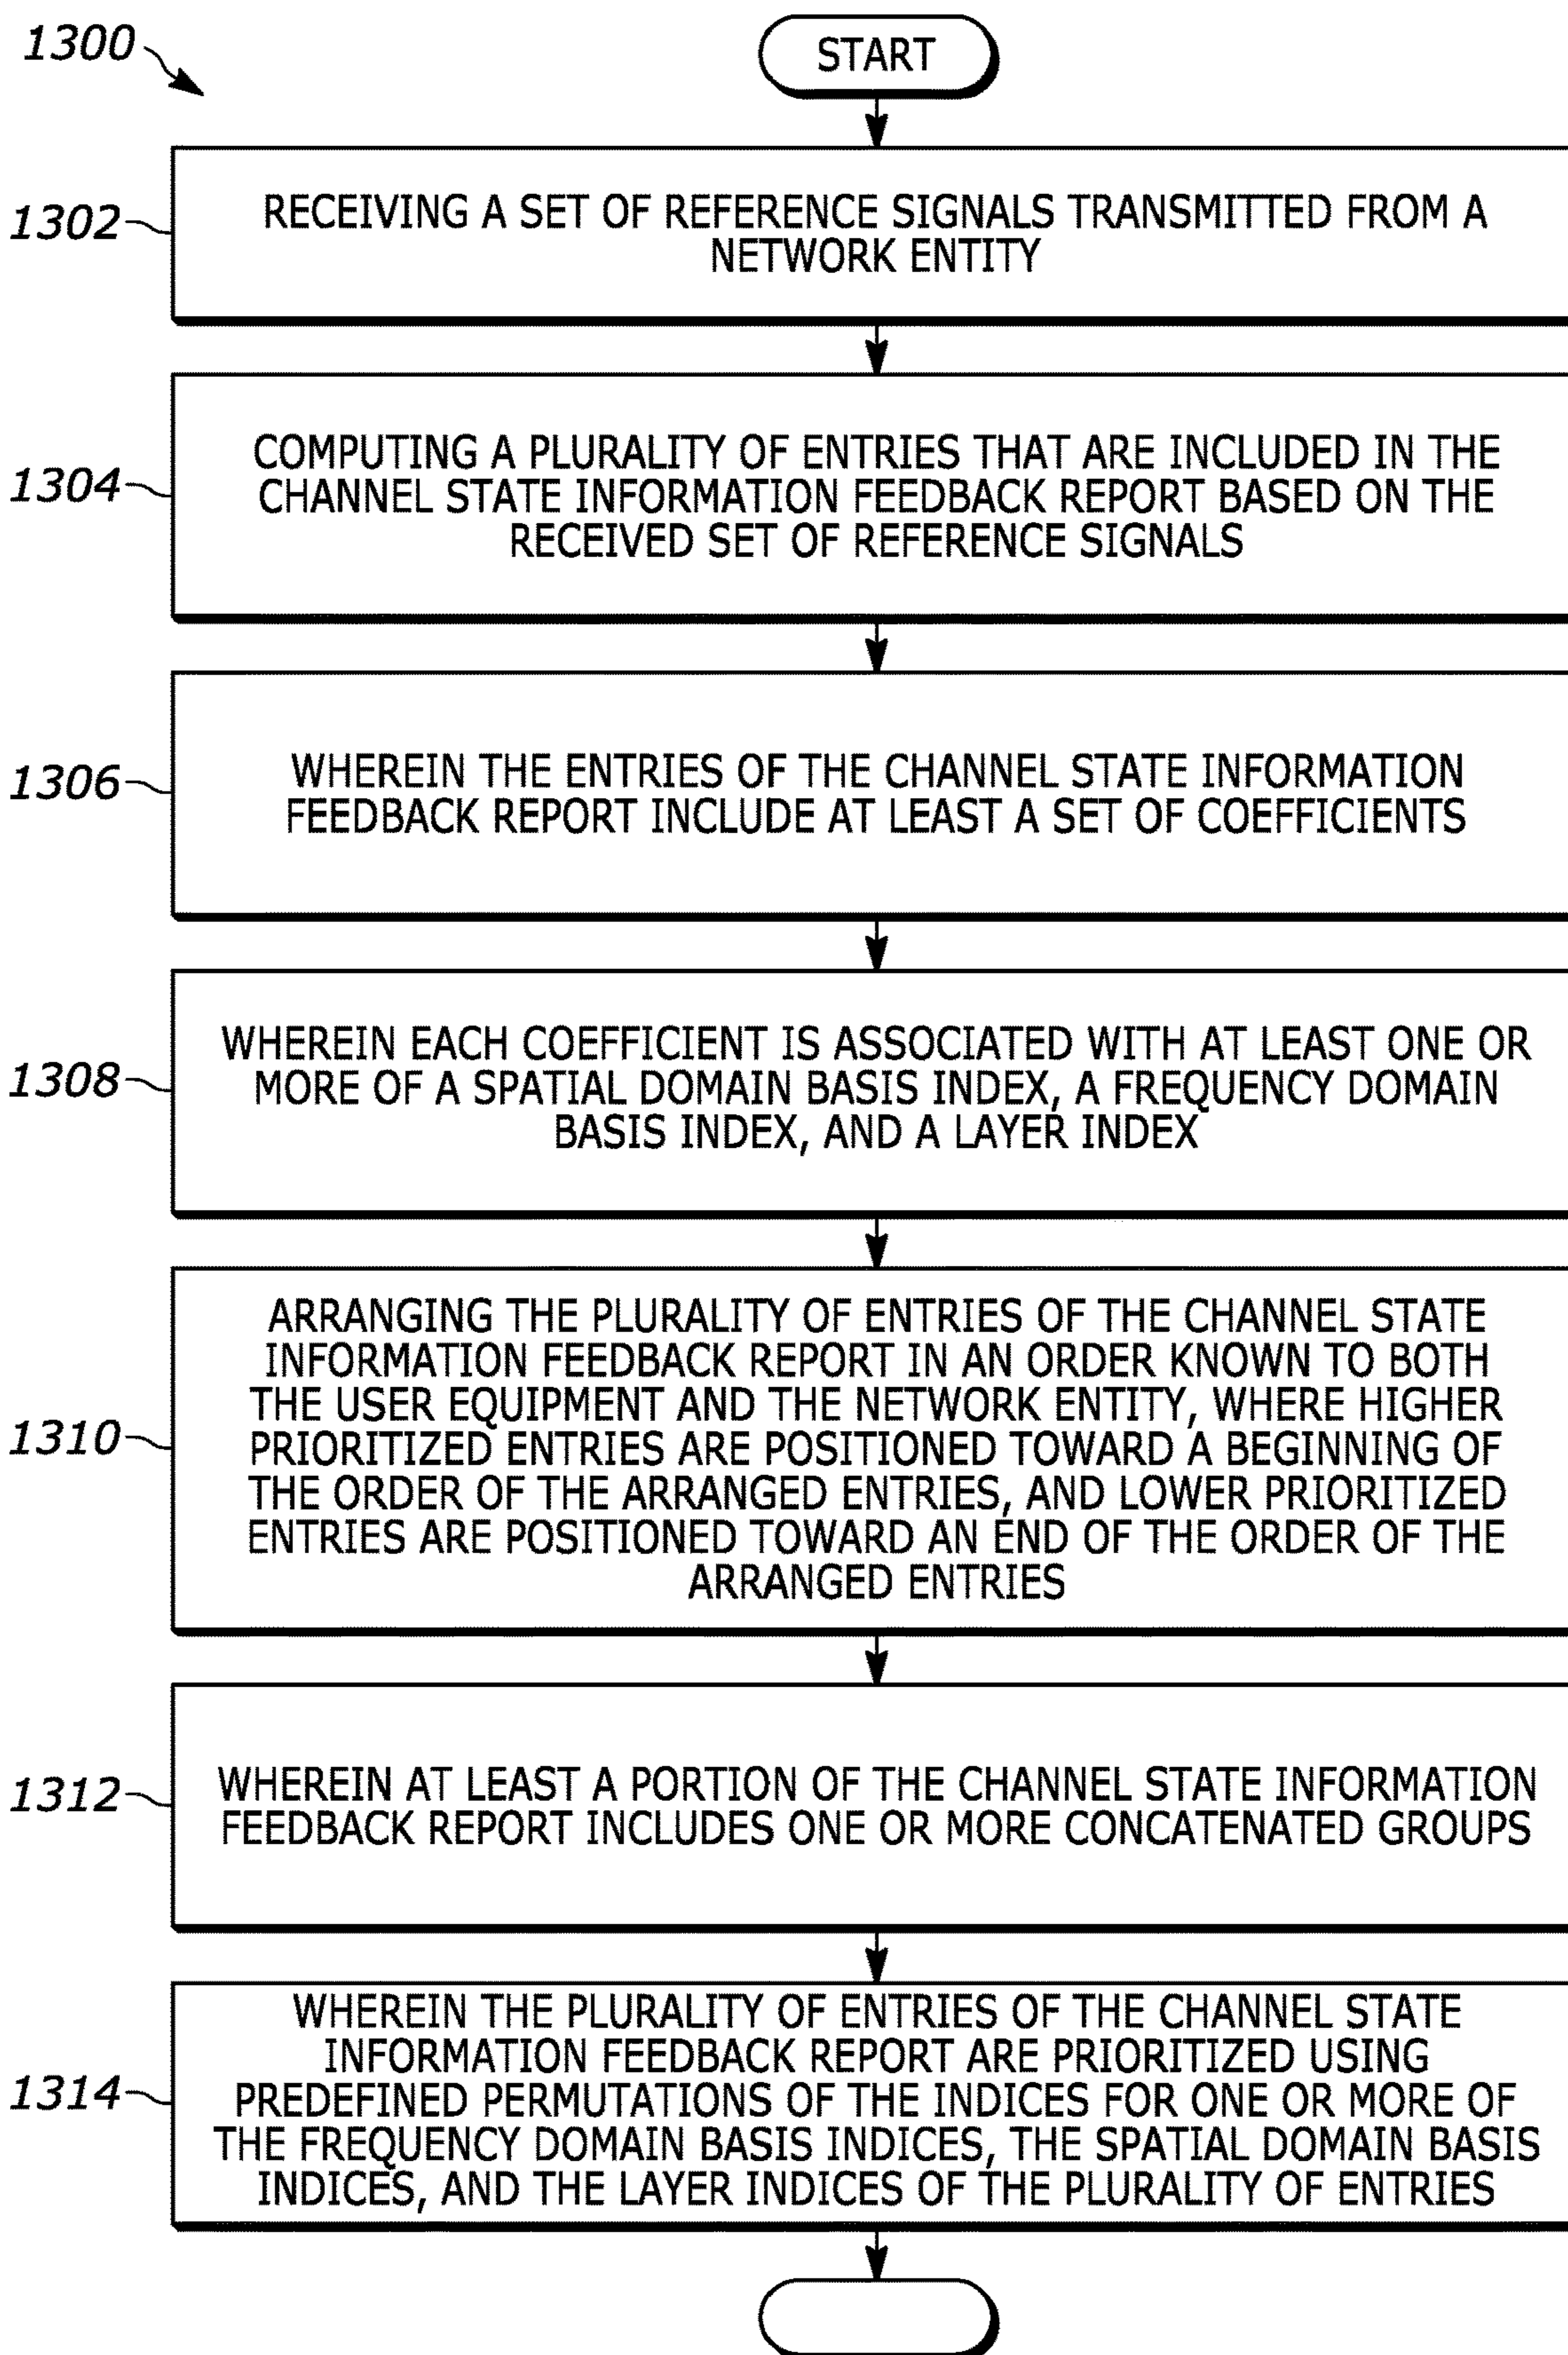 1300
START
1302
RECEIVING A SET OF REFERENCE SIGNALS TRANSMITTED FROM A
NETWORK ENTITY
1304
COMPUTING A PLURALITY OF ENTRIES THAT ARE INCLUDED IN THE
CHANNEL STATE INFORMATION FEEDBACK REPORT BASED ON THE
RECEIVED SET OF REFERENCE SIGNALS
1306
WHEREIN THE ENTRIES OF THE CHANNEL STATE INFORMATION
FEEDBACK REPORT INCLUDE AT LEAST A SET OF COEFFICIENTS
1308
WHEREIN EACH COEFFICIENT IS ASSOCIATED WITH AT LEAST ONE OR
MORE OF A SPATIAL DOMAIN BASIS INDEX, A FREQUENCY DOMAIN
BASIS INDEX, AND A LAYER INDEX
1310
ARRANGING THE PLURALITY OF ENTRIES OF THE CHANNEL STATE
INFORMATION FEEDBACK REPORT IN AN ORDER KNOWN TO BOTH
THE USER EQUIPMENT AND THE NETWORK ENTITY, WHERE HIGHER
PRIORITIZED ENTRIES ARE POSITIONED TOWARD A BEGINNING OF
THE ORDER OF THE ARRANGED ENTRIES, AND LOWER PRIORITIZED
ENTRIES ARE POSITIONED TOWARD AN END OF THE ORDER OF THE
ARRANGED ENTRIES
1312
WHEREIN AT LEAST A PORTION OF THE CHANNEL STATE INFORMATION
FEEDBACK REPORT INCLUDES ONE OR MORE CONCATENATED GROUPS
1314
WHEREIN THE PLURALITY OF ENTRIES OF THE CHANNEL STATE
INFORMATION FEEDBACK REPORT ARE PRIORITIZED USING
PREDEFINED PERMUTATIONS OF THE INDICES FOR ONE OR MORE OF
THE FREQUENCY DOMAIN BASIS INDICES, THE SPATIAL DOMAIN BASIS
INDICES, AND THE LAYER INDICES OF THE PLURALITY OF ENTRIES